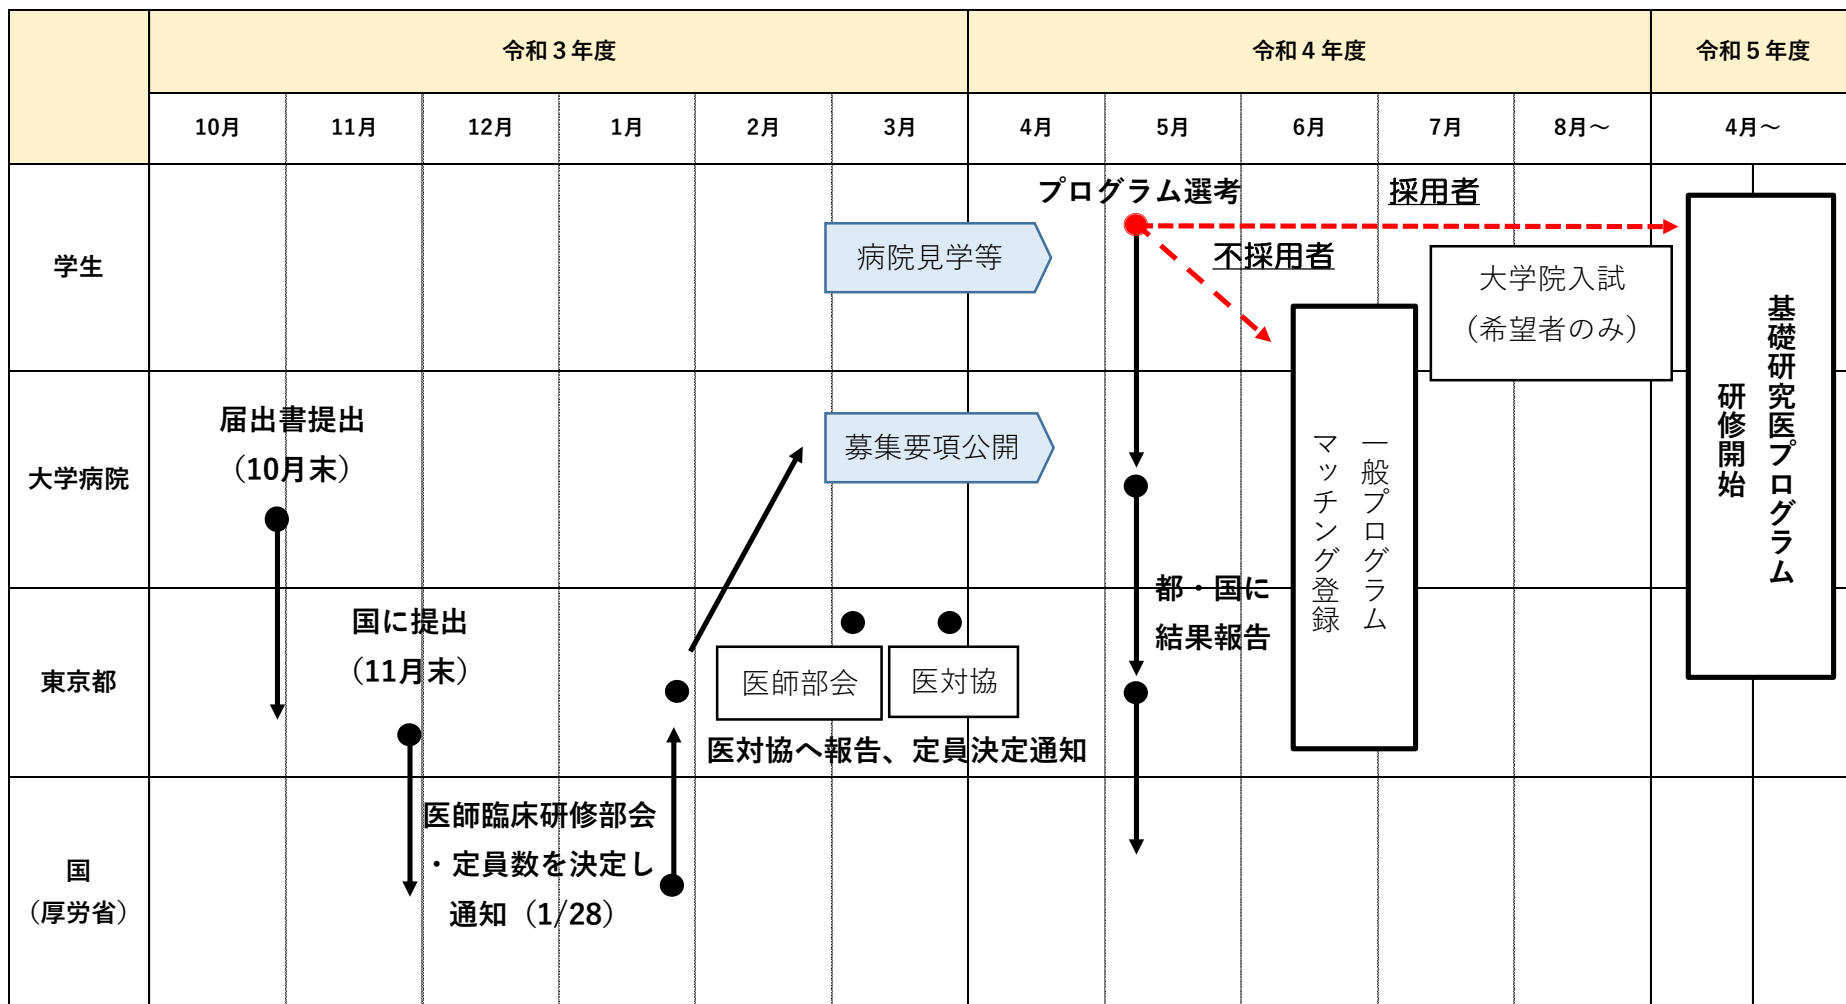 令和３年度
令和４年度
令和５年度
10月
11月
12月
1月
2月
3月
4月
5月
6月
7月
8月～
4月～
学生
プログラム選考
採用者
不採用者
病院見学等
大学院入試
（希望者のみ）
基礎研究医プログラム
研修開始
大学病院
届出書提出
（10月末）
募集要項公開
一般プログラム
マッチング登録
東京都
国に提出
（11月末）
都・国に
結果報告
医師部会
医対協
医対協へ報告、定員決定通知
国
（厚労省）
医師臨床研修部会
・定員数を決定し
通知（1/28）